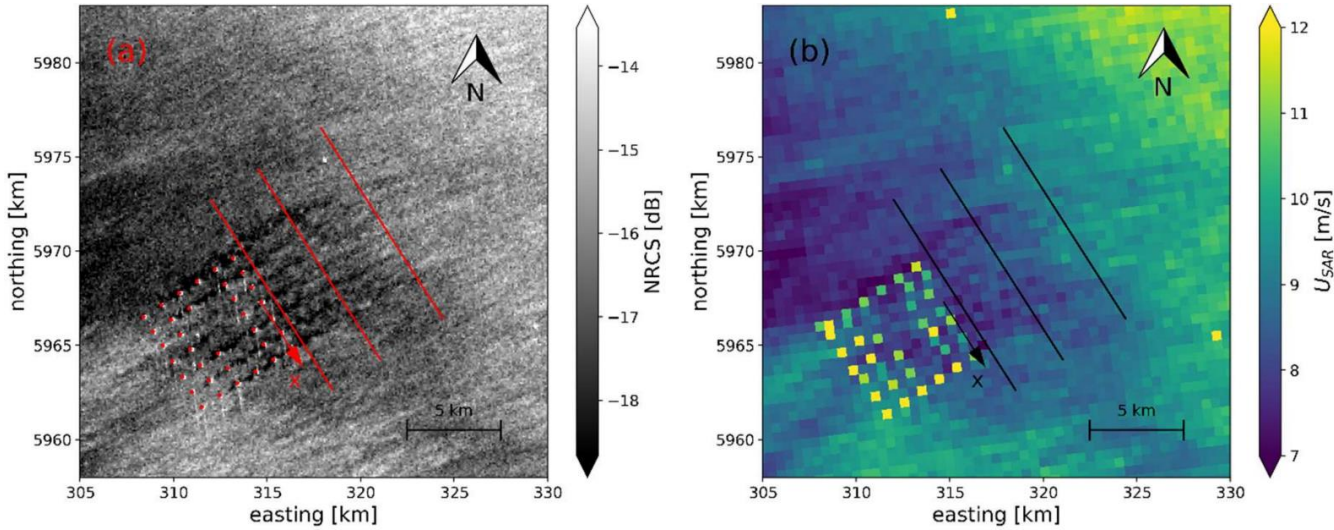 (a)
N
5980
5975
5970
5965
5960
northing [km]
x
5 km
305
310
315
320
325
330
easting [km]
−14
−15
−16
−17
−18
NRCS [dB]
(b)
N
5980
5975
5970
5965
5960
northing [km]
x
5 km
305
310
315
320
325
330
easting [km]
12
11
10
9
8
7
U_SAR [m/s]